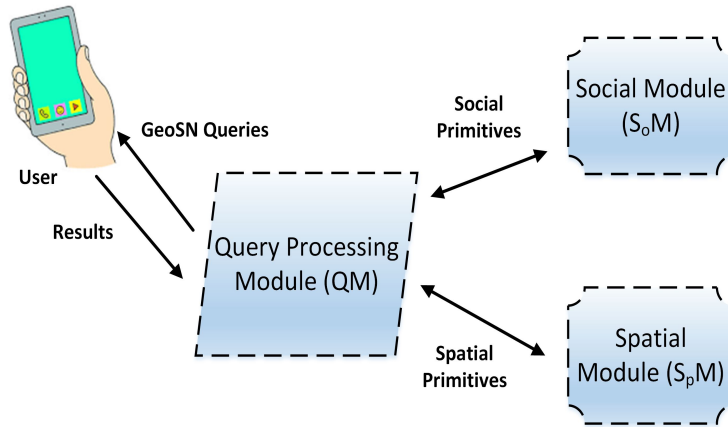 GeoSN Queries
User
Results
Query Processing
Module (QM)
Social
Primitives
Spatial
Primitives
Social Module
(SₒM)
Spatial
Module (SₚM)